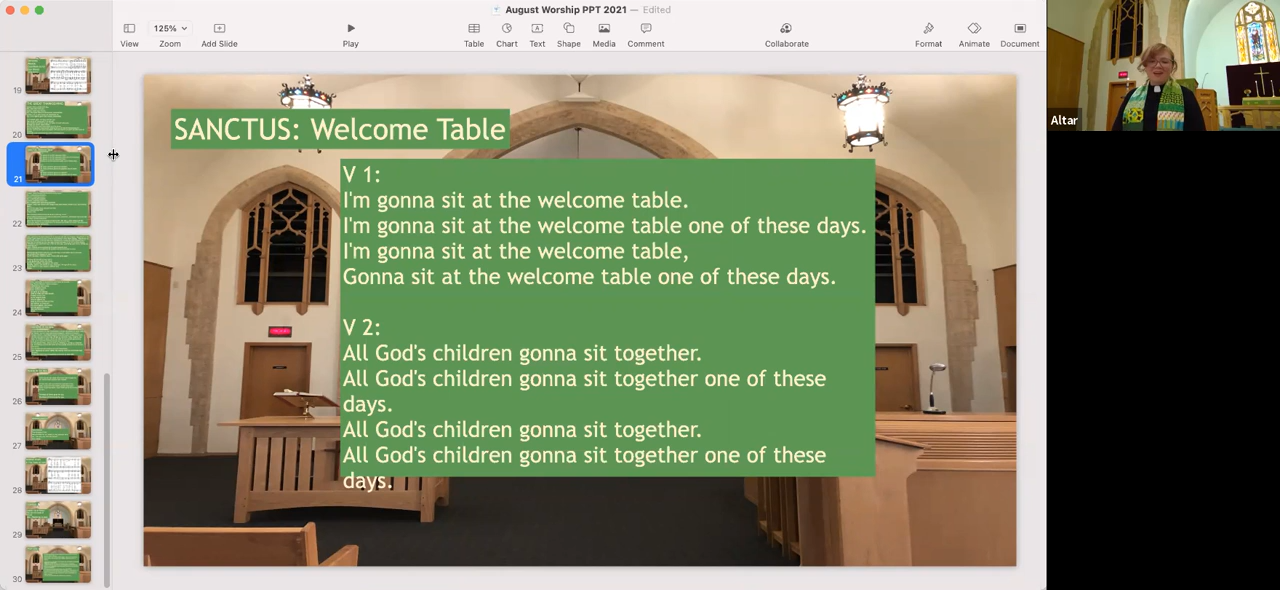 August Worship PPT 2021 — Edited
125%
View Zoom Add Slide Play Table Chart Text Shape Media Comment Collaborate Format Animate Document
SANCTUS: Welcome Table
V 1:
I'm gonna sit at the welcome table.
I'm gonna sit at the welcome table one of these days.
I'm gonna sit at the welcome table,
Gonna sit at the welcome table one of these days.
V 2:
All God's children gonna sit together.
All God's children gonna sit together one of these
days.
All God's children gonna sit together.
All God's children gonna sit together one of these
days.
19
20
21
22
23
24
25
26
27
28
29
30
Altar